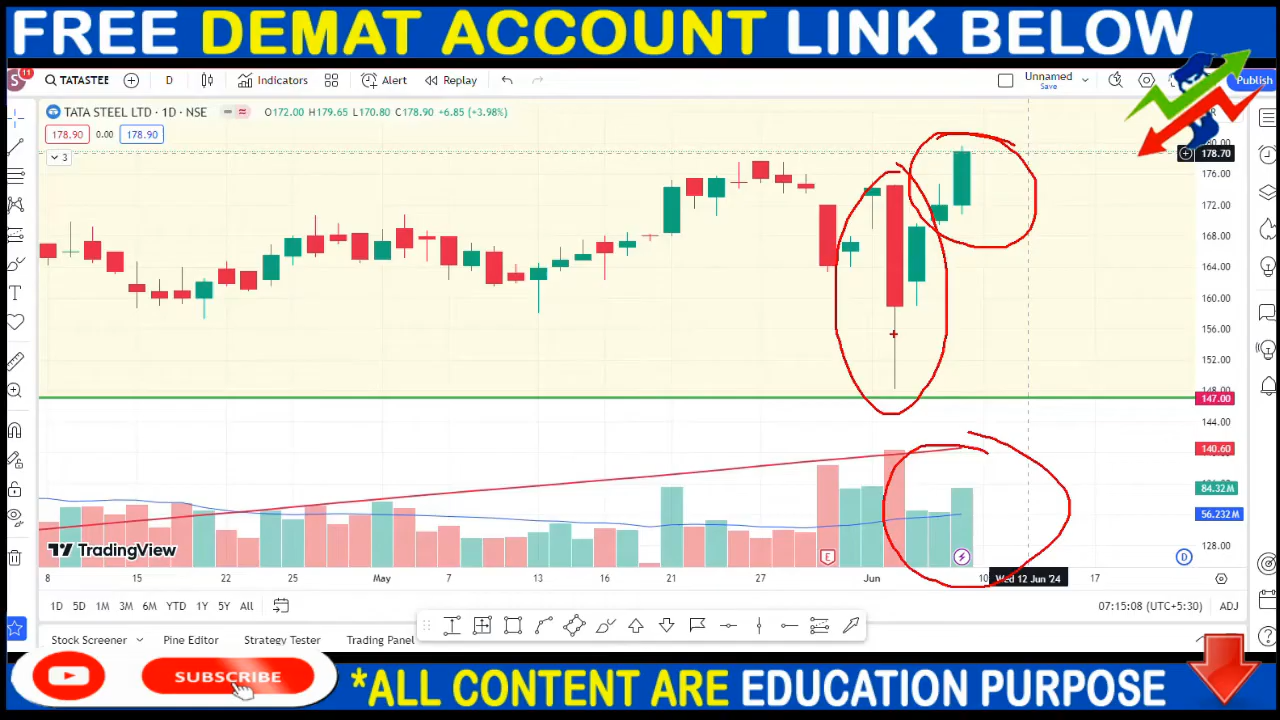 FREE DEMAT ACCOUNT LINK BELOW
S 11 TATASTEE D Indicators Alert Replay Unnamed Save Publish
TATA STEEL LTD · 1D · NSE O172.00 H179.65 L170.80 C178.90 +6.85 (+3.98%)
178.90 0.00 178.90
3
178.70
176.00
172.00
168.00
164.00
160.00
156.00
152.00
148.00
147.00
144.00
140.60
84.32M
56.232M
128.00
TradingView
E
D
8 15 22 25 May 7 13 16 21 27 Jun 10 Wed 12 Jun '24 17
1D 5D 1M 3M 6M YTD 1Y 5Y All 07:15:08 (UTC+5:30) ADJ
Stock Screener Pine Editor Strategy Tester Trading Panel
SUBSCRIBE
*ALL CONTENT ARE EDUCATION PURPOSE